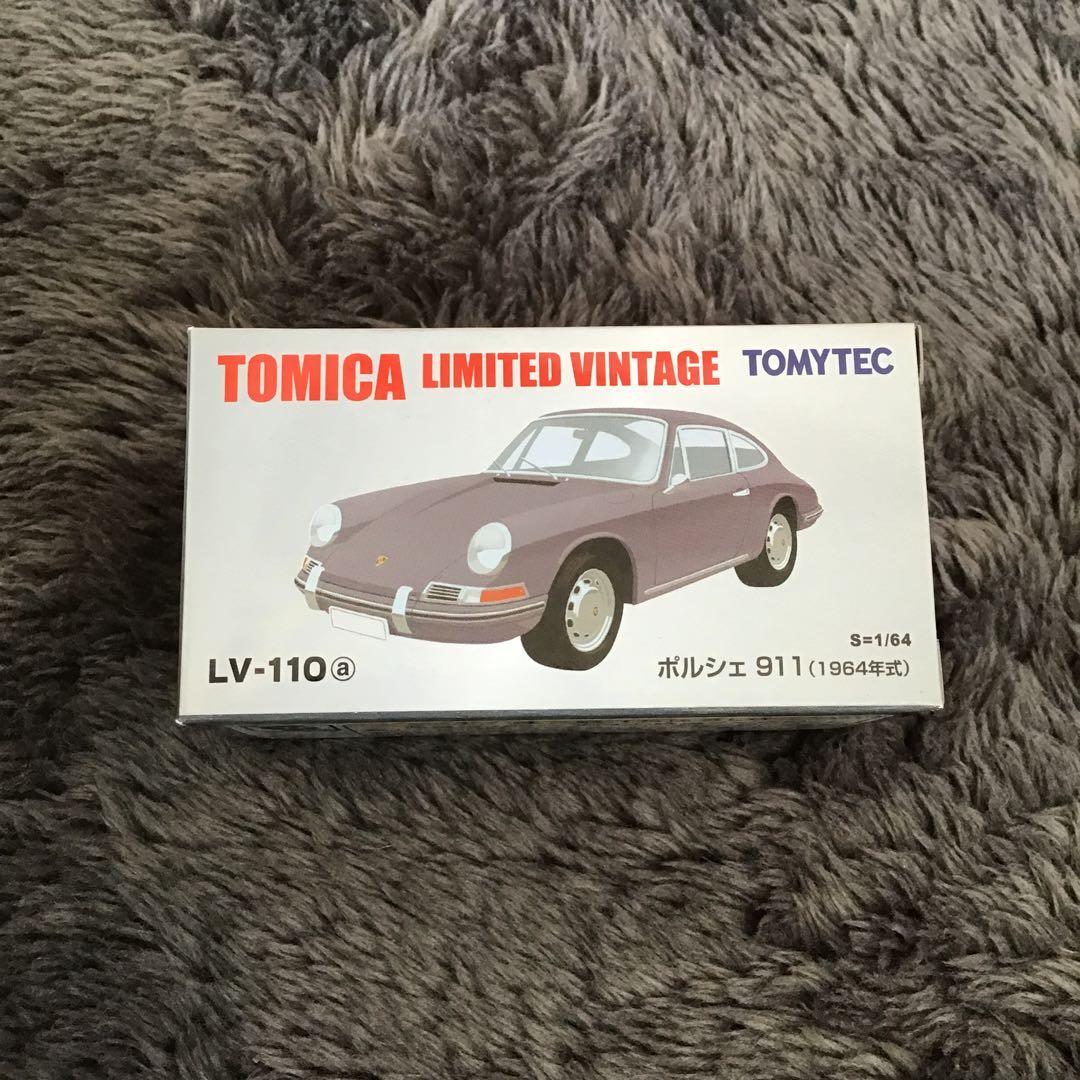 TOMICA LIMITED VINTAGE TOMYTEC
S=1/64
LV-110ⓐ ポルシェ 911(1964年式)